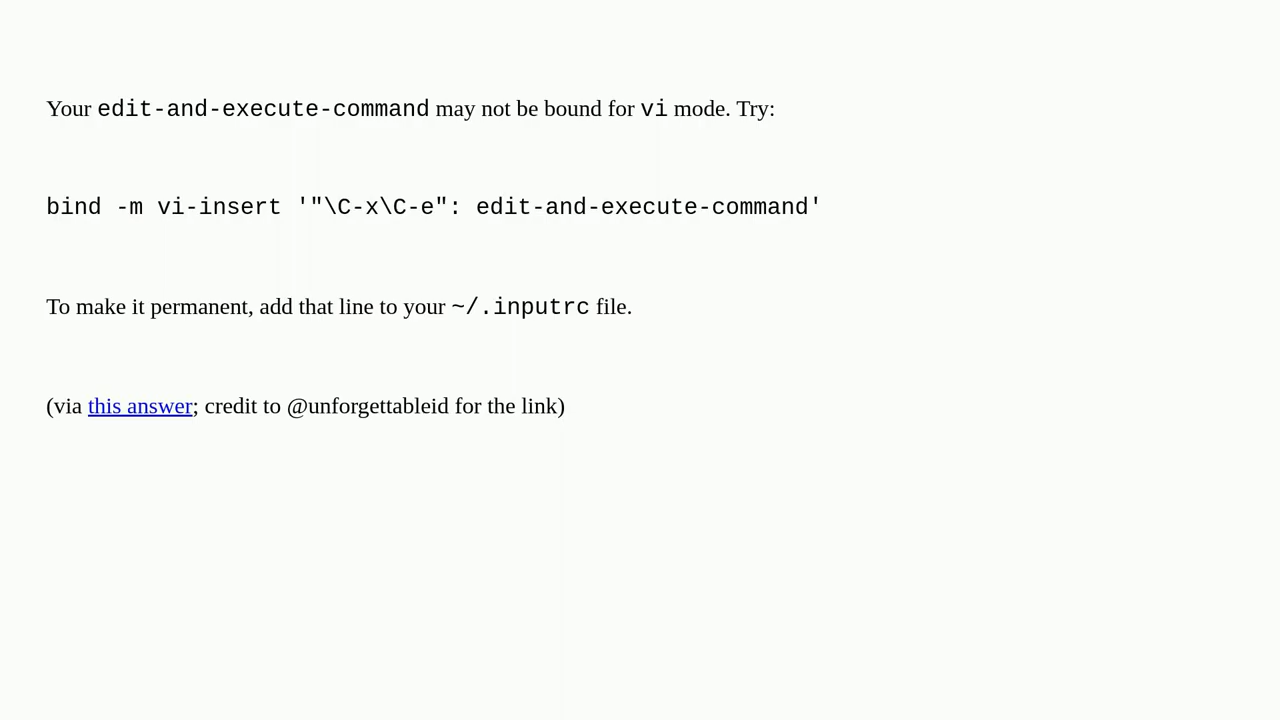 Your edit-and-execute-command may not be bound for vi mode. Try:
bind -m vi-insert '"\C-x\C-e": edit-and-execute-command'
To make it permanent, add that line to your ~/.inputrc file.
(via this answer; credit to @unforgettableid for the link)